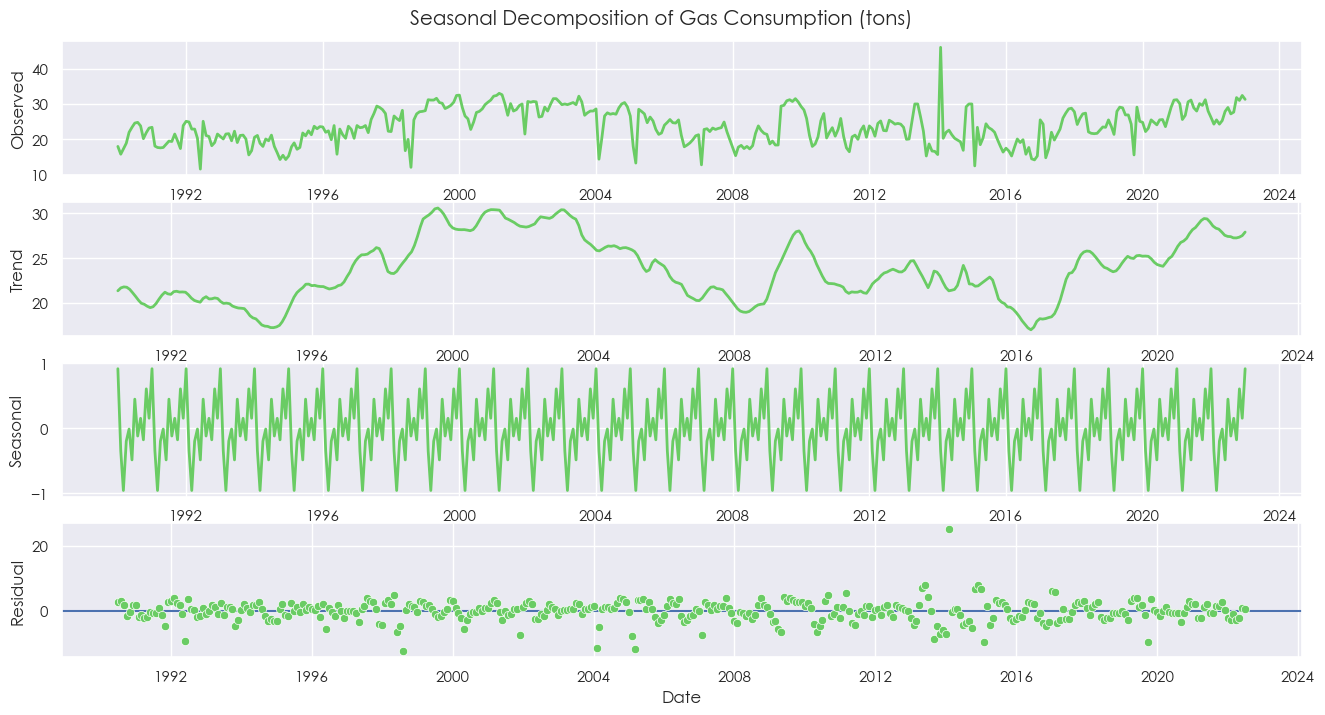 Seasonal Decomposition of Gas Consumption (tons)
Observed
40
30
20
10
1992 1996 2000 2004 2008 2012 2016 2020 2024
Trend
30
25
20
1992 1996 2000 2004 2008 2012 2016 2020 2024
Seasonal
1
0
−1
1992 1996 2000 2004 2008 2012 2016 2020 2024
Residual
20
0
1992 1996 2000 2004 2008 2012 2016 2020 2024
Date